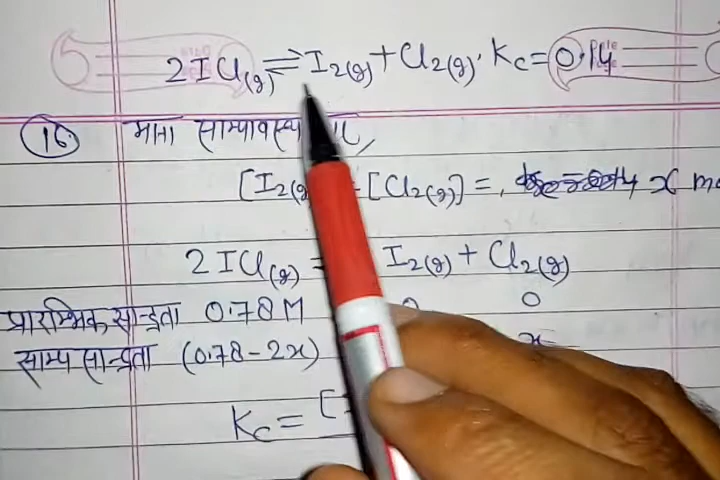 2ICl(g) ⇌ I2(g) + Cl2(g), Kc = 0.14
16. माना साम्यावस्था पर,
[I2(g)] = [Cl2(g)] = x
2ICl(g) I2(g) + Cl2(g)
प्रारम्भिक सान्द्रता 0.78M 0 0
साम्य सान्द्रता (0.78-2x) x
Kc = [